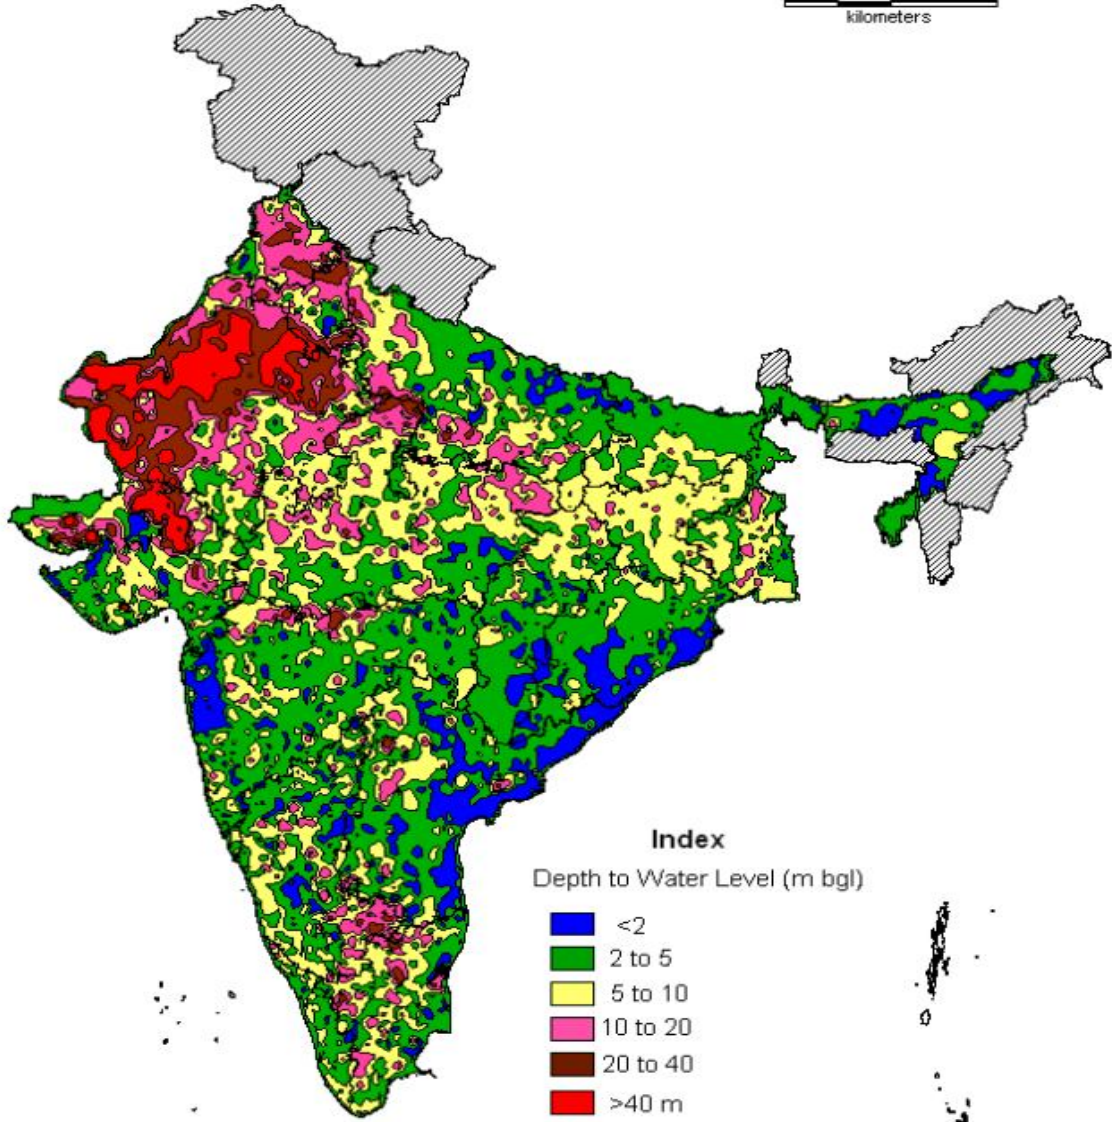 kilometers
Index
Depth to Water Level (m bgl)
<2
2 to 5
5 to 10
10 to 20
20 to 40
>40 m